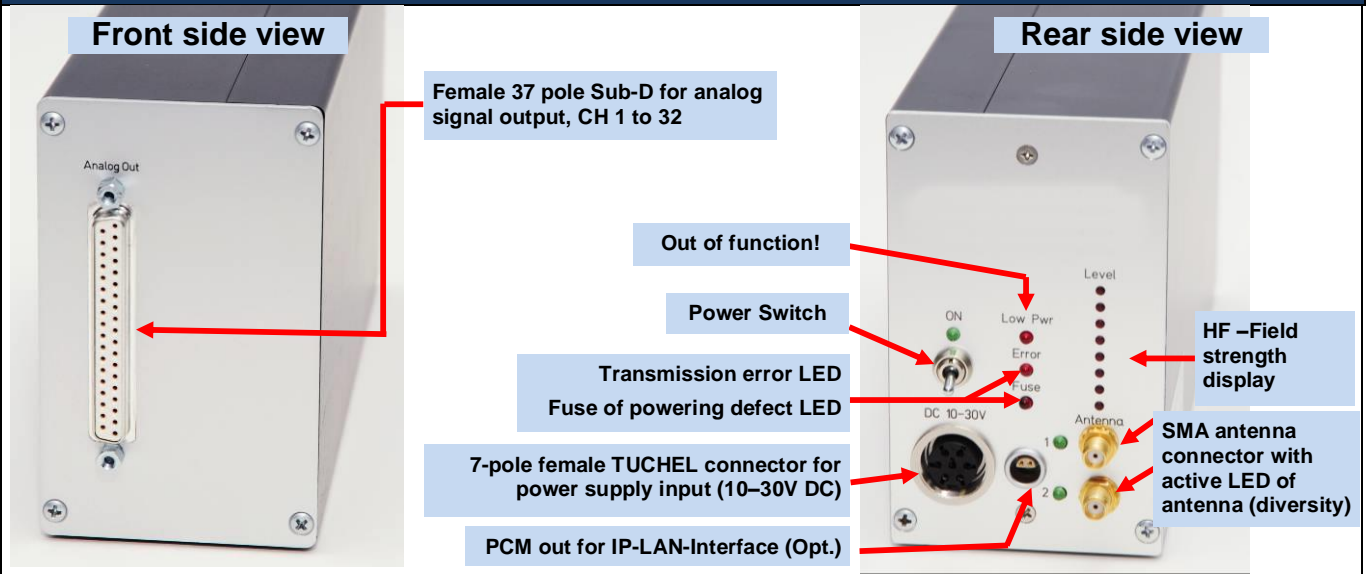 Front side view
Rear side view
Female 37 pole Sub-D for analog
signal output, CH 1 to 32
Analog Out
Out of function!
Power Switch
Transmission error LED
Fuse of powering defect LED
7-pole female TUCHEL connector for
power supply input (10–30V DC)
PCM out for IP-LAN-Interface (Opt.)
Level
ON
Low Pwr
Error
Fuse
DC 10-30V
Antenna
1
2
HF –Field
strength
display
SMA antenna
connector with
active LED of
antenna (diversity)